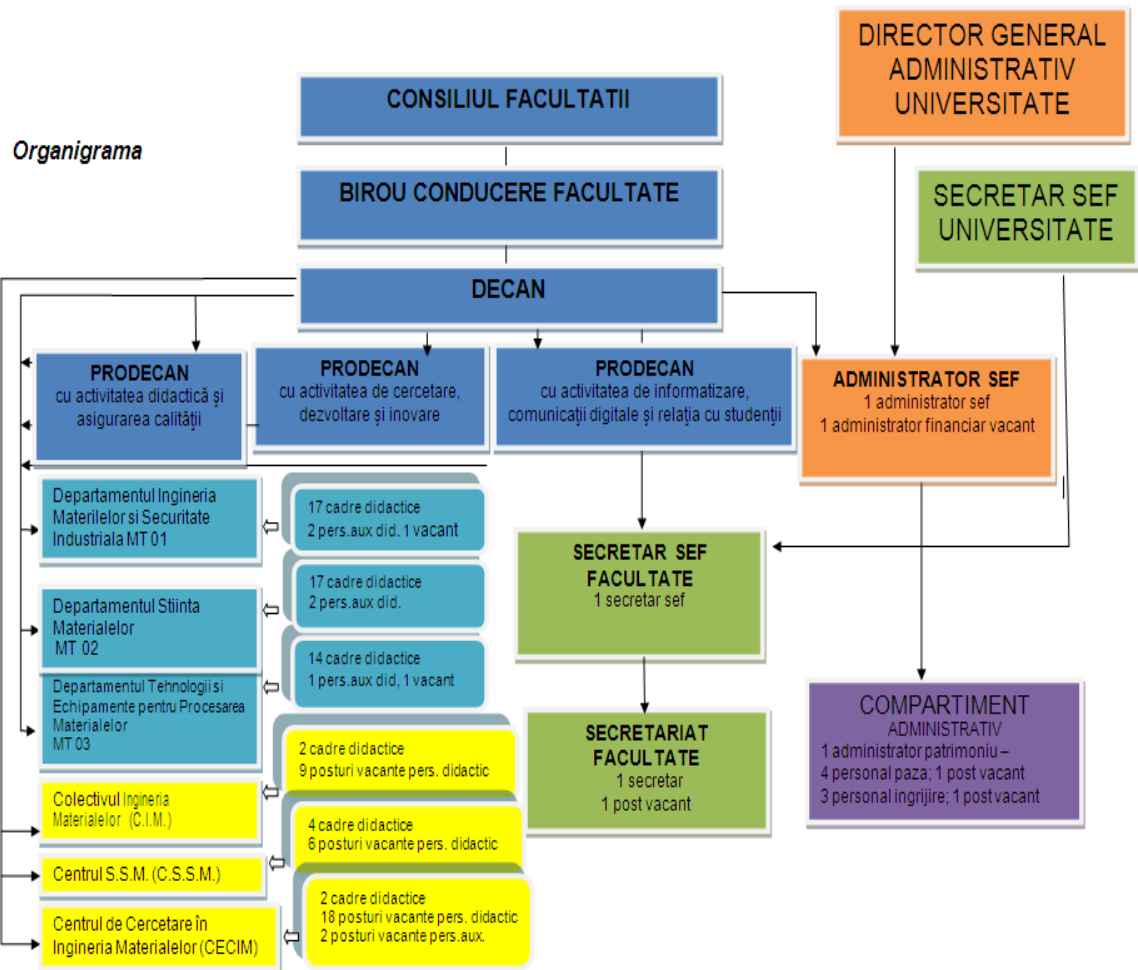 Organigrama
CONSILIUL FACULTATII
BIROU CONDUCERE FACULTATE
DECAN
DIRECTOR GENERAL
ADMINISTRATIV
UNIVERSITATE
SECRETAR SEF
UNIVERSITATE
PRODECAN
cu activitatea didactică şi
asigurarea calităţii
PRODECAN
cu activitatea de cercetare,
dezvoltare şi inovare
PRODECAN
cu activitatea de informatizare,
comunicaţii digitale şi relaţia cu studenţii
ADMINISTRATOR SEF
1 administrator sef
1 administrator financiar vacant
Departamentul Ingineria
Materilelor si Securitate
Industriala MT 01
17 cadre didactice
2 pers.aux did. 1 vacant
Departamentul Stiinta
Materialelor
MT 02
17 cadre didactice
2 pers.aux did.
Departamentul Tehnologii si
Echipamente pentru Procesarea
Materialelor
MT 03
14 cadre didactice
1 pers.aux did, 1 vacant
Colectivul Ingineria
Materialelor (C.I.M.)
2 cadre didactice
9 posturi vacante pers. didactic
Centrul S.S.M. (C.S.S.M.)
4 cadre didactice
6 posturi vacante pers. didactic
Centrul de Cercetare în
Ingineria Materialelor (CECIM)
2 cadre didactice
18 posturi vacante pers. didactic
2 posturi vacante pers.aux.
SECRETAR SEF
FACULTATE
1 secretar sef
SECRETARIAT
FACULTATE
1 secretar
1 post vacant
COMPARTIMENT
ADMINISTRATIV
1 administrator patrimoniu –
4 personal paza; 1 post vacant
3 personal ingrijire; 1 post vacant